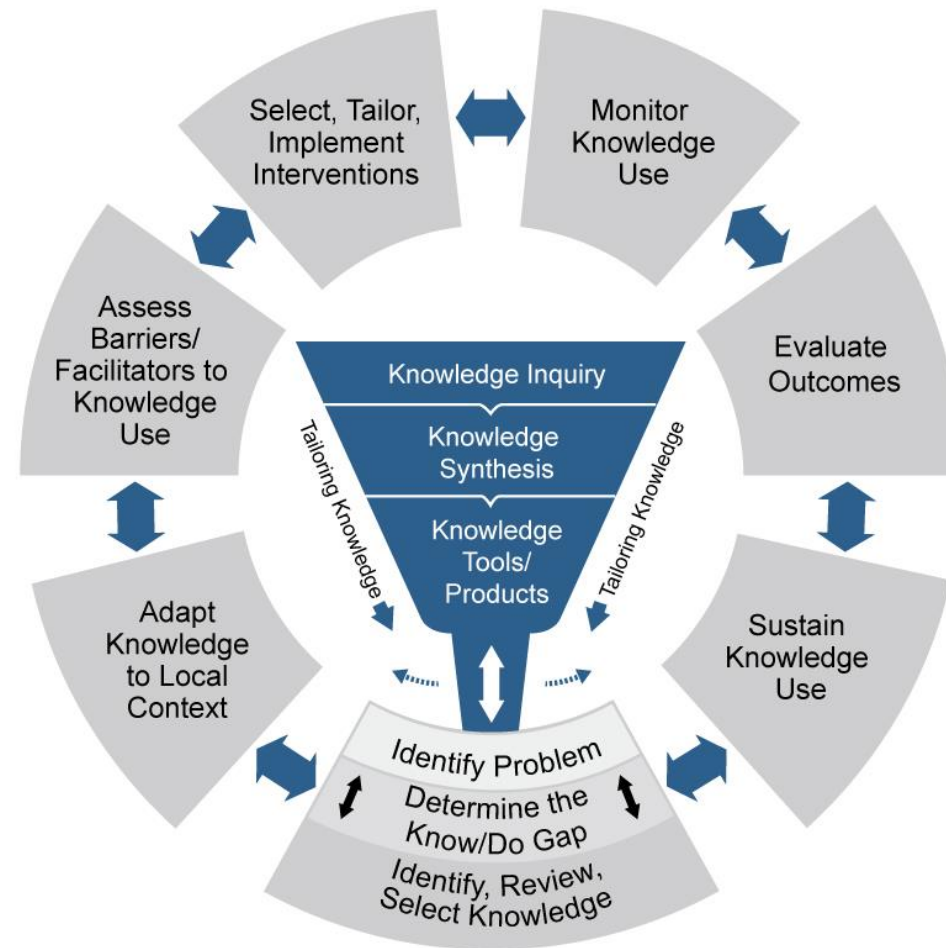 Select, Tailor,
Implement
Interventions
Monitor
Knowledge
Use
Assess
Barriers/
Facilitators to
Knowledge
Use
Evaluate
Outcomes
Knowledge Inquiry
Knowledge
Synthesis
Knowledge
Tools/
Products
Tailoring Knowledge
Tailoring Knowledge
Adapt
Knowledge
to Local
Context
Sustain
Knowledge
Use
Identify Problem
Determine the
Know/Do Gap
Identify, Review,
Select Knowledge